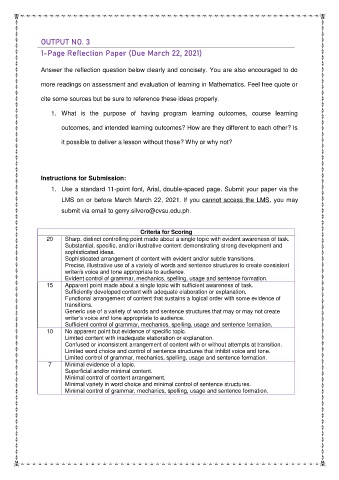 OUTPUT NO. 3
1-Page Reflection Paper (Due March 22, 2021)
Answer the reflection question below clearly and concisely. You are also encouraged to do
more readings on assessment and evaluation of learning in Mathematics. Feel free quote or
cite some sources but be sure to reference these ideas properly.
1. What is the purpose of having program learning outcomes, course learning
outcomes, and intended learning outcomes? How are they different to each other? Is
it possible to deliver a lesson without those? Why or why not?
Instructions for Submission:
1. Use a standard 11-point font, Arial, double-spaced page. Submit your paper via the
LMS on or before March March 22, 2021. If you cannot access the LMS, you may
submit via email to gemy.silvero@cvsu.edu.ph.
Criteria for Scoring
20 Sharp, distinct controlling point made about a single topic with evident awareness of task.
Substantial, specific, and/or illustrative content demonstrating strong development and
sophisticated ideas.
Sophisticated arrangement of content with evident and/or subtle transitions.
Precise, illustrative use of a variety of words and sentence structures to create consistent
writer's voice and tone appropriate to audience.
Evident control of grammar, mechanics, spelling, usage and sentence formation.
15 Apparent point made about a single topic with sufficient awareness of task.
Sufficiently developed content with adequate elaboration or explanation.
Functional arrangement of content that sustains a logical order with some evidence of
transitions.
Generic use of a variety of words and sentence structures that may or may not create
writer's voice and tone appropriate to audience.
Sufficient control of grammar, mechanics, spelling, usage and sentence formation.
10 No apparent point but evidence of specific topic.
Limited content with inadequate elaboration or explanation.
Confused or inconsistent arrangement of content with or without attempts at transition.
Limited word choice and control of sentence structures that inhibit voice and tone.
Limited control of grammar, mechanics, spelling, usage and sentence formation.
7 Minimal evidence of a topic.
Superficial and/or minimal content.
Minimal control of content arrangement.
Minimal variety in word choice and minimal control of sentence structures.
Minimal control of grammar, mechanics, spelling, usage and sentence formation.